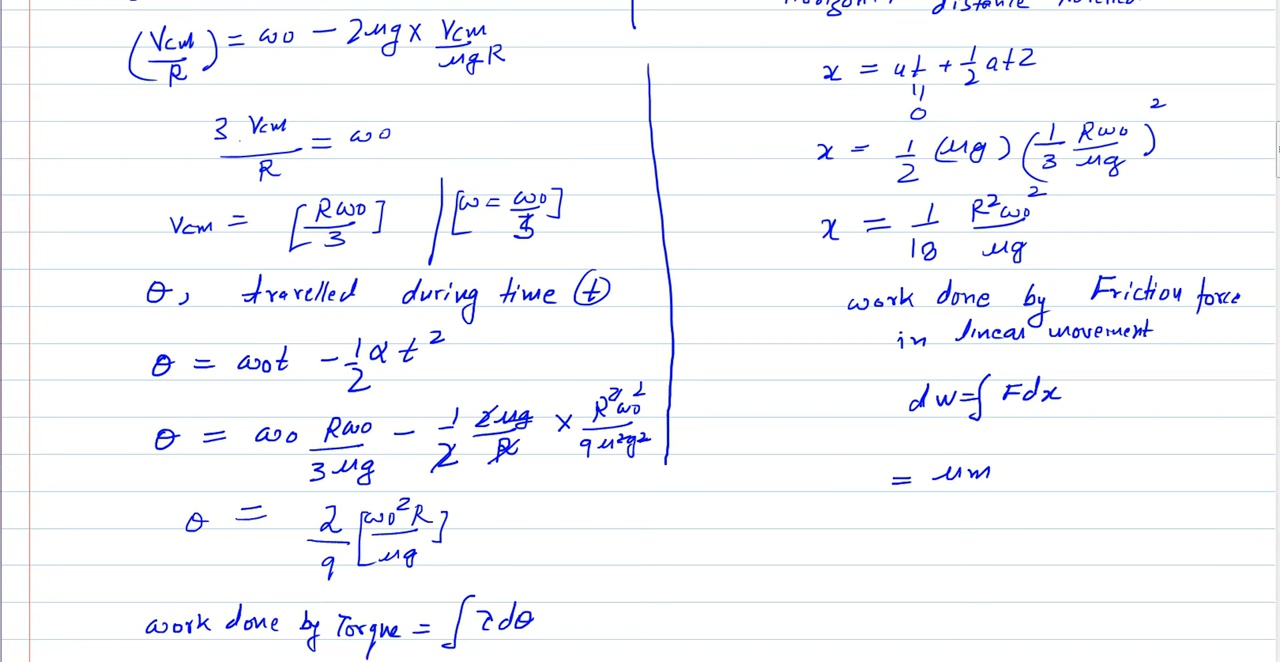 (Vcm/R) = ω0 − 2μg × Vcm/μgR
3 Vcm/R = ω0
Vcm = [Rω0/3] | [ω = ω0/3]
θ, travelled during time (t)
θ = ω0t − 1/2 αt²
θ = ω0 Rω0/3μg − 1/2 2μg/R × R²ω0²/9μ²g²
θ = 2/9 [ω0²R/μg]
work done by Torque = ∫τdθ
distance
x = ut + 1/2 at2
0
x = 1/2 (μg) (1/3 Rω0/μg)²
x = 1/18 R²ω0²/μg
work done by Friction force
in linear movement
dw = ∫Fdx
= μm